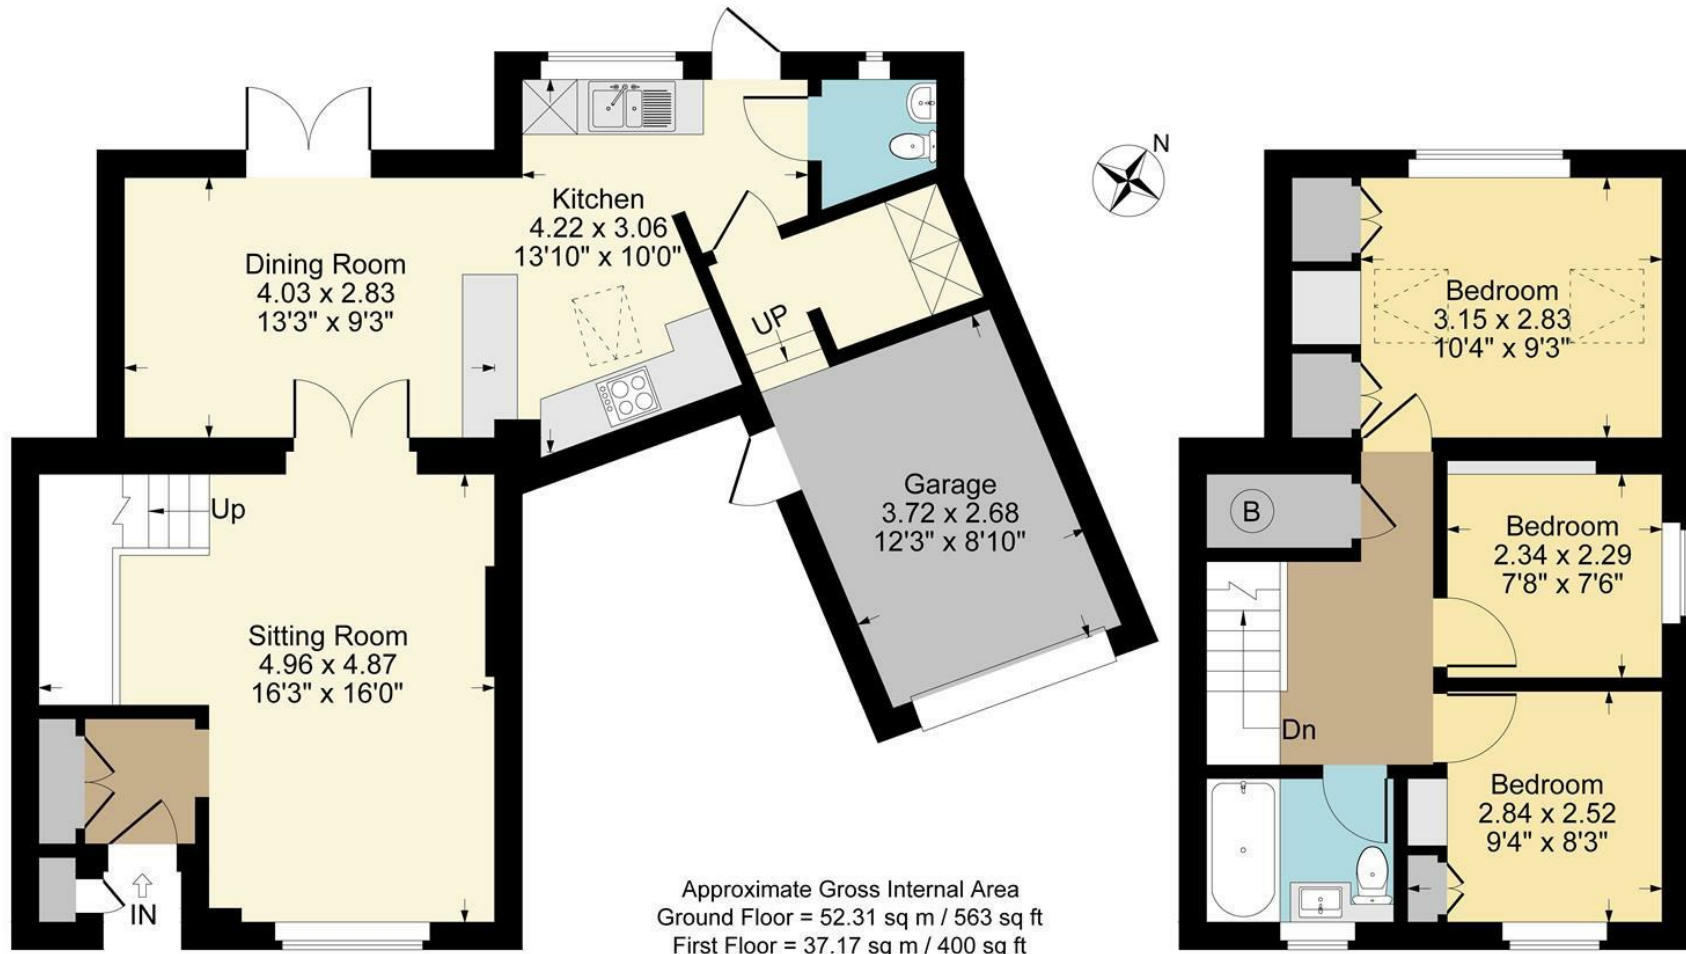 N
Kitchen
4.22 x 3.06
13'10" x 10'0"
Dining Room
4.03 x 2.83
13'3" x 9'3"
UP
Bedroom
3.15 x 2.83
10'4" x 9'3"
Up
Garage
3.72 x 2.68
12'3" x 8'10"
B
Bedroom
2.34 x 2.29
7'8" x 7'6"
Sitting Room
4.96 x 4.87
16'3" x 16'0"
Dn
Bedroom
2.84 x 2.52
9'4" x 8'3"
IN
Approximate Gross Internal Area
Ground Floor = 52.31 sq m / 563 sq ft
First Floor = 37.17 sq m / 400 sq ft